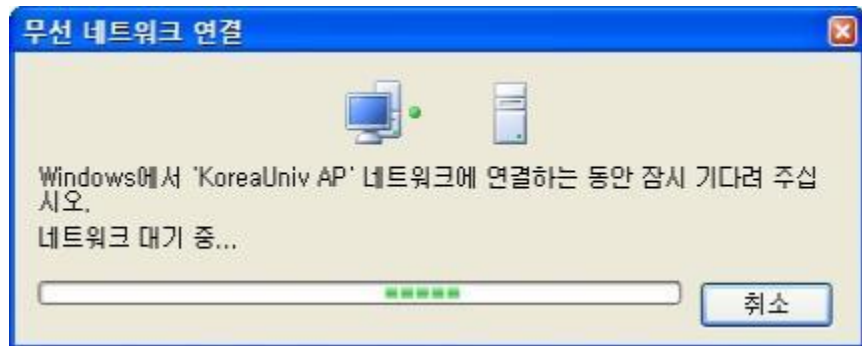 무선 네트워크 연결
Windows에서 'KoreaUniv AP' 네트워크에 연결하는 동안 잠시 기다려 주십
시오.
네트워크 대기 중...
취소